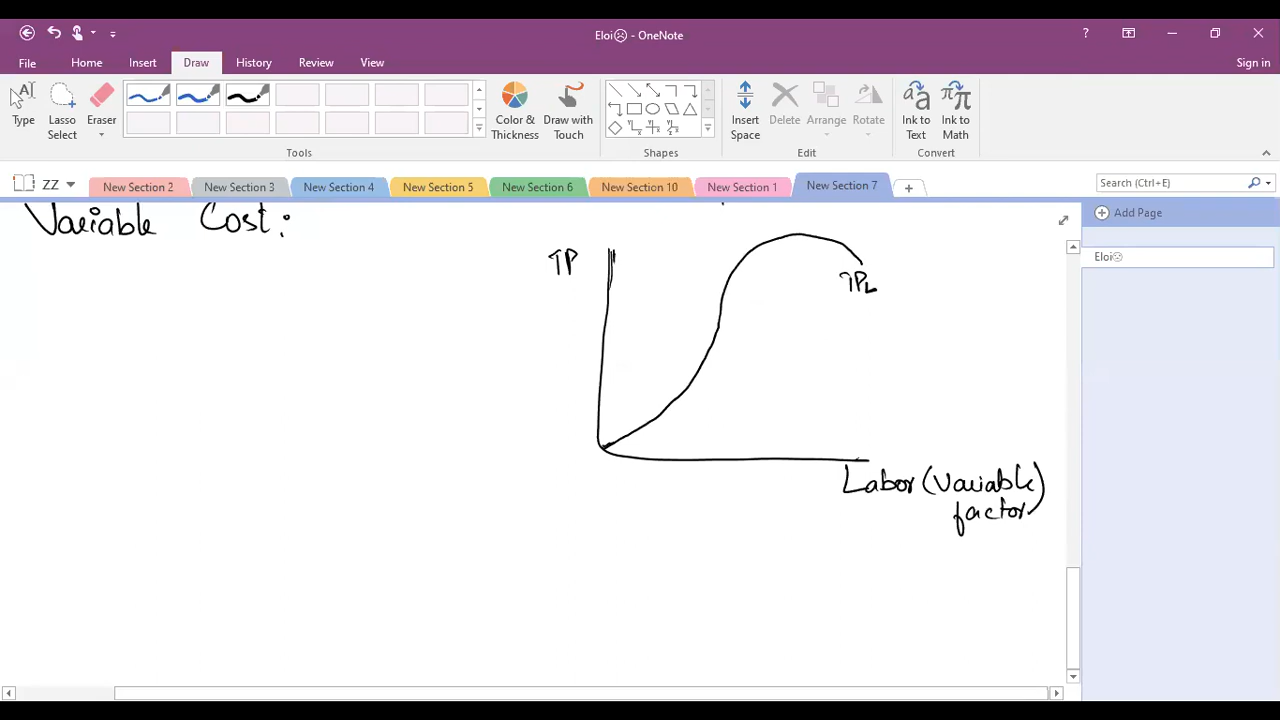 Eloi☹ - OneNote
?
File
Home
Insert
Draw
History
Review
View
Sign in
Type
Lasso
Select
Eraser
Color &
Thickness
Draw with
Touch
Insert
Space
Delete
Arrange
Rotate
Ink to
Text
Ink to
Math
Tools
Shapes
Edit
Convert
ZZ
New Section 2
New Section 3
New Section 4
New Section 5
New Section 6
New Section 10
New Section 1
New Section 7
Search (Ctrl+E)
Add Page
Eloi☹
Variable Cost:
TP
TPL
Labor (Variable)
factor